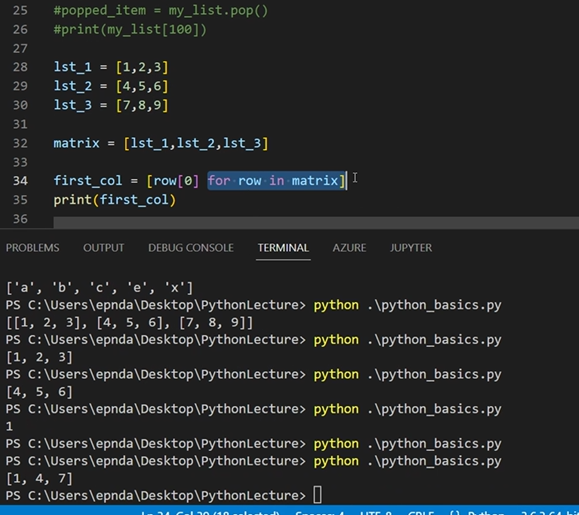 25 #popped_item = my_list.pop()
26 #print(my_list[100])
27
28 lst_1 = [1,2,3]
29 lst_2 = [4,5,6]
30 lst_3 = [7,8,9]
31
32 matrix = [lst_1,lst_2,lst_3]
33
34 first_col = [row[0] for row in matrix]
35 print(first_col)
36
PROBLEMS OUTPUT DEBUG CONSOLE TERMINAL AZURE JUPYTER
['a', 'b', 'c', 'e', 'x']
PS C:\Users\epnda\Desktop\PythonLecture> python .\python_basics.py
[[1, 2, 3], [4, 5, 6], [7, 8, 9]]
PS C:\Users\epnda\Desktop\PythonLecture> python .\python_basics.py
[1, 2, 3]
PS C:\Users\epnda\Desktop\PythonLecture> python .\python_basics.py
[4, 5, 6]
PS C:\Users\epnda\Desktop\PythonLecture> python .\python_basics.py
1
PS C:\Users\epnda\Desktop\PythonLecture> python .\python_basics.py
PS C:\Users\epnda\Desktop\PythonLecture> python .\python_basics.py
[1, 4, 7]
PS C:\Users\epnda\Desktop\PythonLecture>